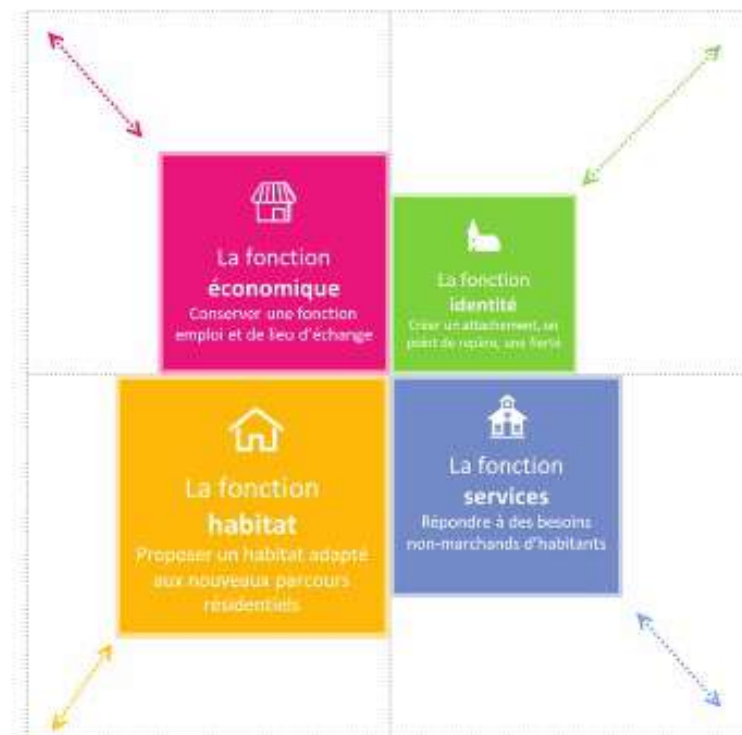 La fonction
économique
Conserver une fonction
emploi et de lieu d'échange
La fonction
identité
Créer un attachement, un
point de repère, une fierté
La fonction
habitat
Proposer un habitat adapté
aux nouveaux parcours
résidentiels
La fonction
services
Répondre à des besoins
non-marchands d'habitants